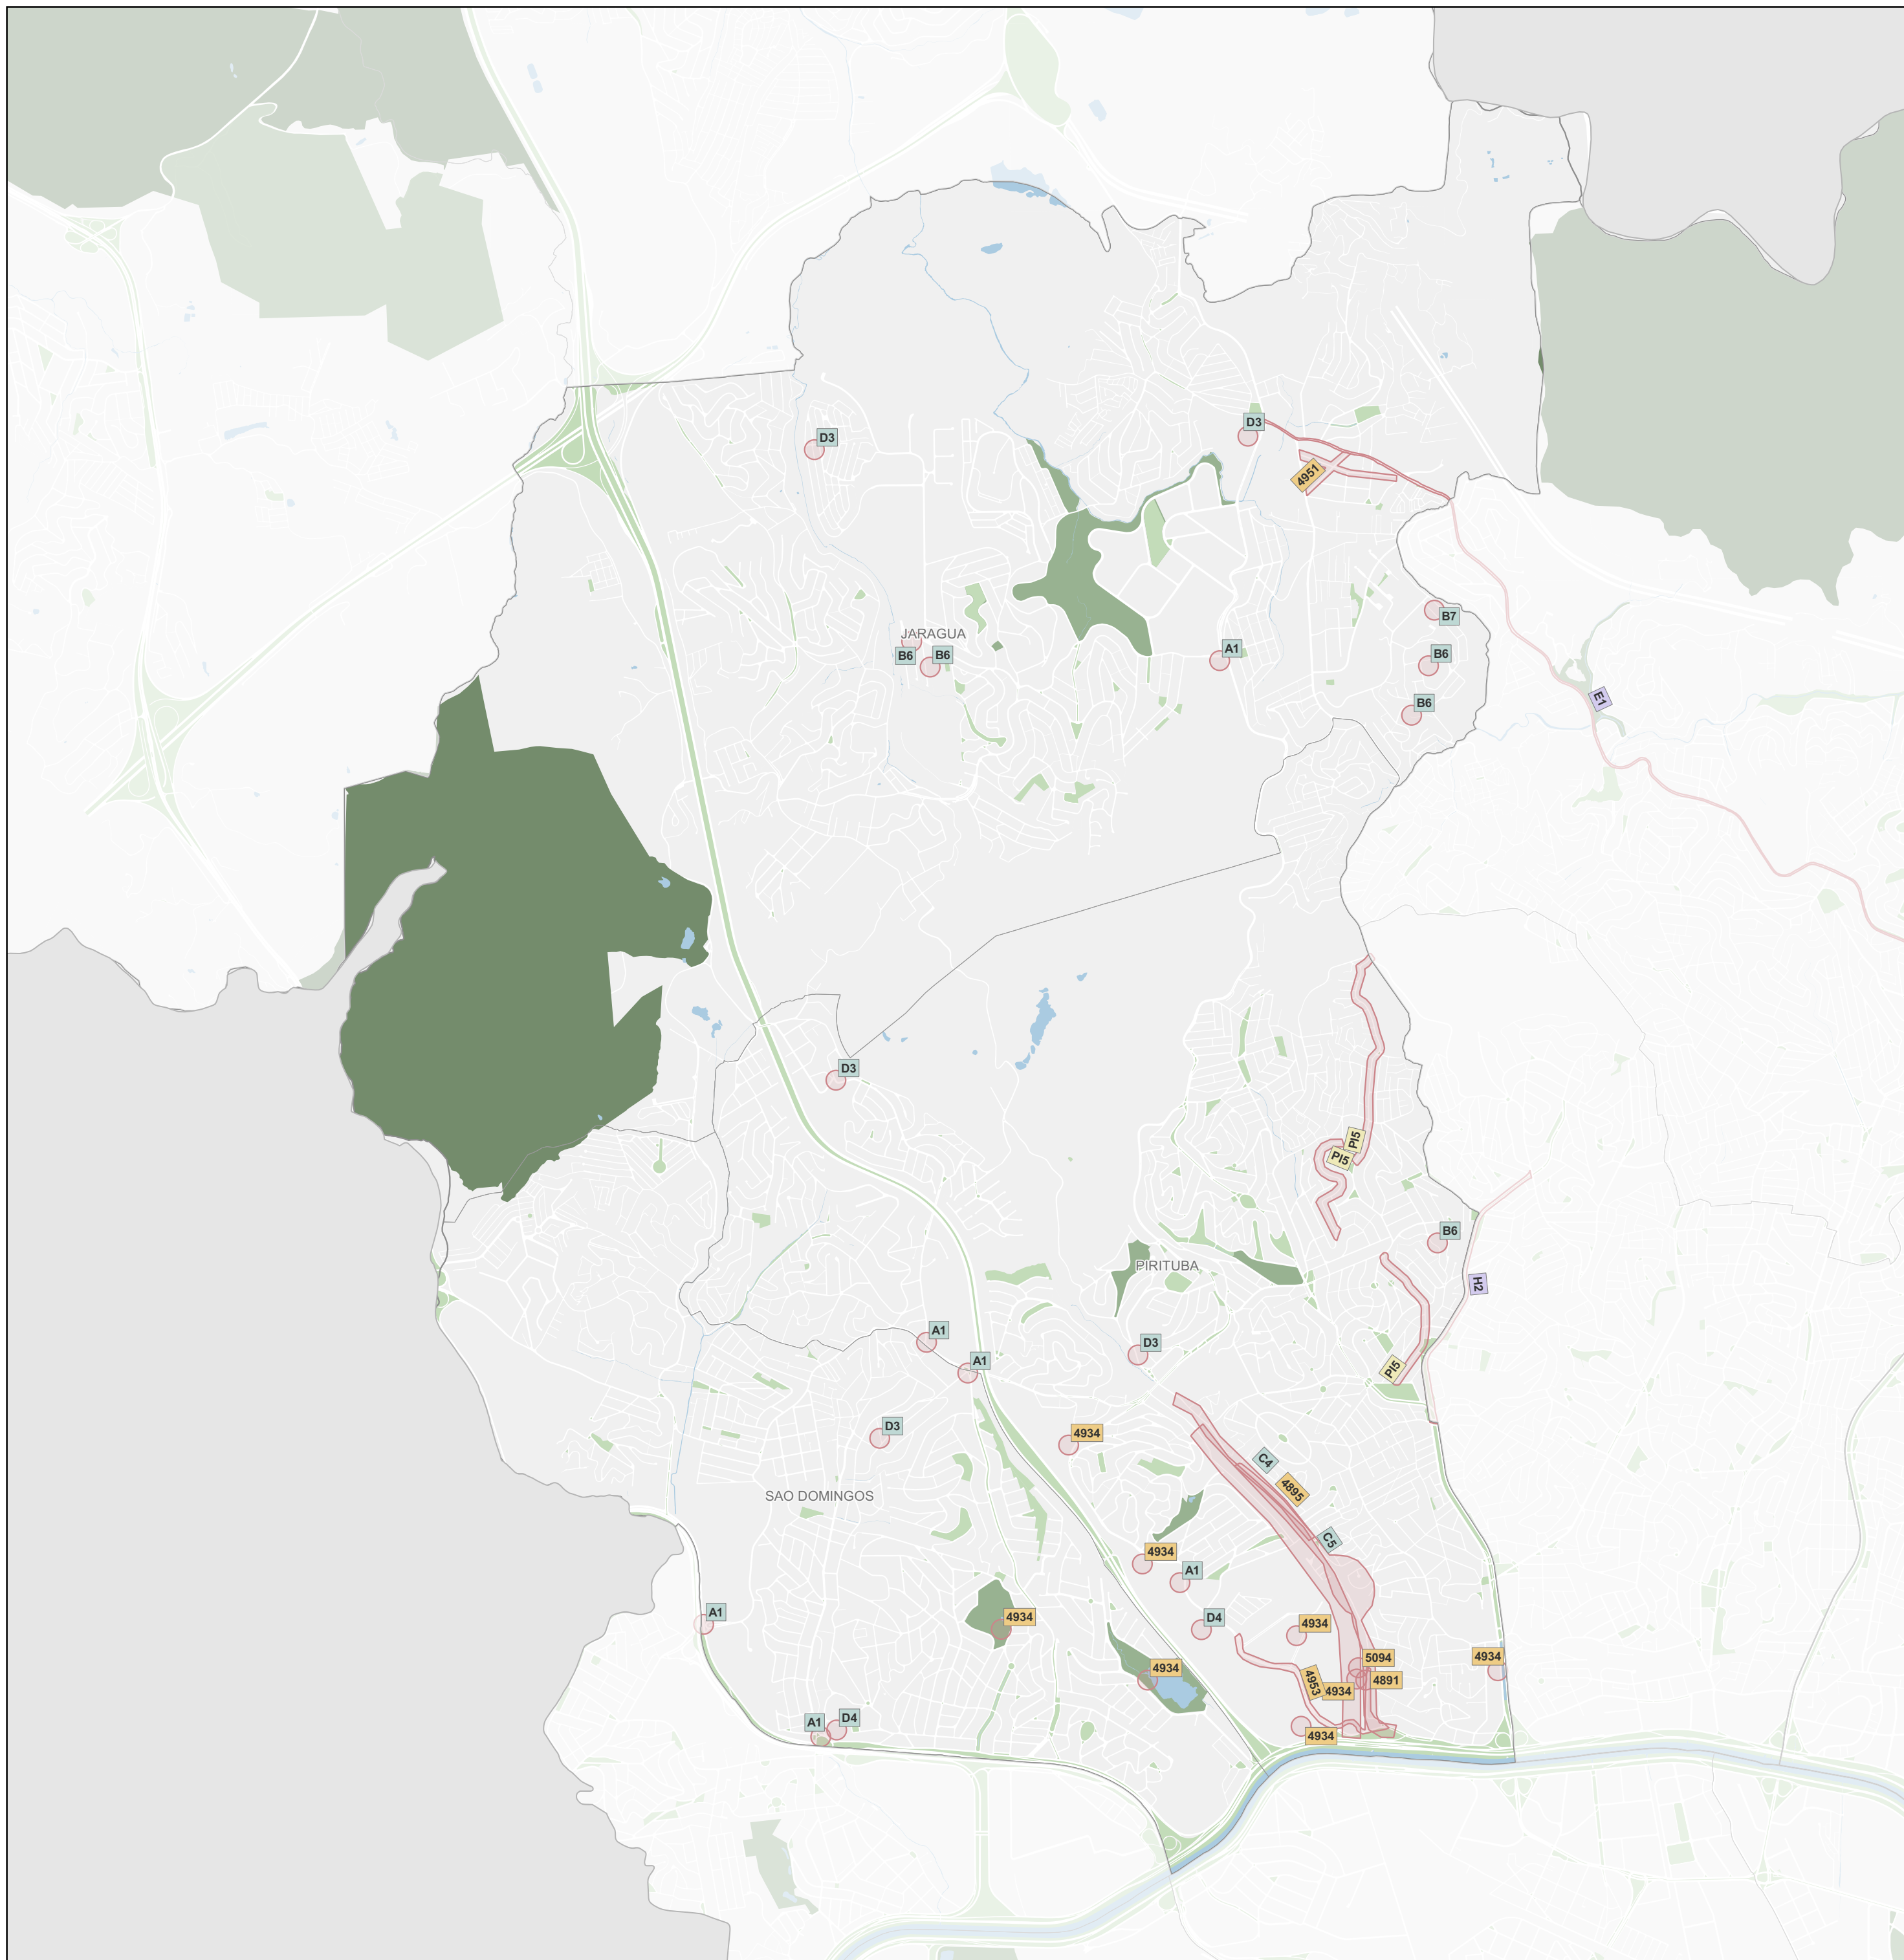 D3
D3
4951
B7
JARAGUA
B6
B6
A1
B6
E1
B6
D3
PI5
PI5
B6
PIRITUBA
H2
A1
D3
A1
PI5
D3
4934
C4
4895
SAO DOMINGOS
C5
4934
A1
A1
4934
D4
4934
5094
4934
4934
4953
4891
4934
A1
D4
4934